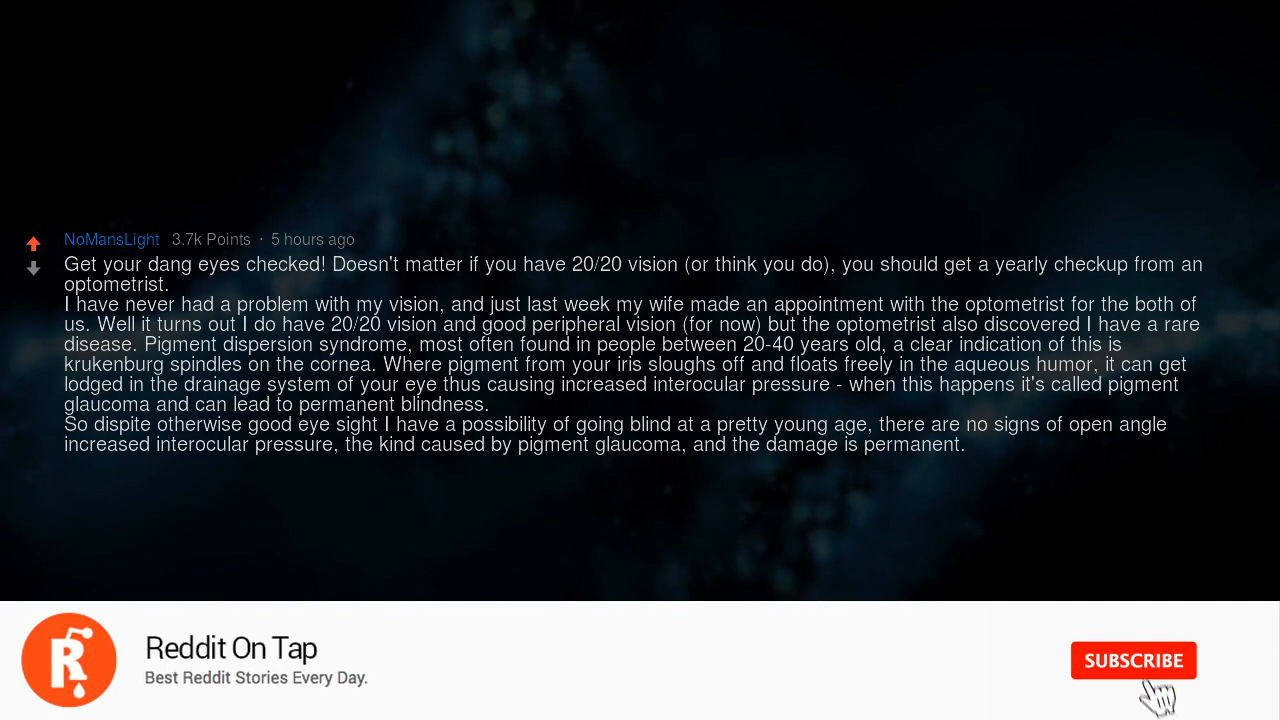 NoMansLight 3.7k Points · 5 hours ago
Get your dang eyes checked! Doesn't matter if you have 20/20 vision (or think you do), you should get a yearly checkup from an
optometrist.
I have never had a problem with my vision, and just last week my wife made an appointment with the optometrist for the both of
us. Well it turns out I do have 20/20 vision and good peripheral vision (for now) but the optometrist also discovered I have a rare
disease. Pigment dispersion syndrome, most often found in people between 20-40 years old, a clear indication of this is
krukenburg spindles on the cornea. Where pigment from your iris sloughs off and floats freely in the aqueous humor, it can get
lodged in the drainage system of your eye thus causing increased interocular pressure - when this happens it's called pigment
glaucoma and can lead to permanent blindness.
So dispite otherwise good eye sight I have a possibility of going blind at a pretty young age, there are no signs of open angle
increased interocular pressure, the kind caused by pigment glaucoma, and the damage is permanent.
Reddit On Tap
Best Reddit Stories Every Day.
SUBSCRIBE